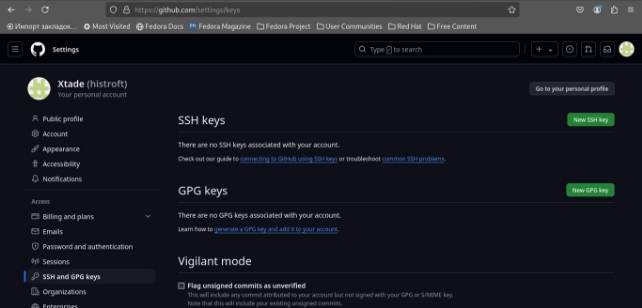 https://github.com/settings/keys
Импорт закладок... Most Visited Fedora Docs Fedora Magazine Fedora Project User Communities Red Hat Free Content
Settings
Type / to search
Xtade (histroft)
Your personal account
Go to your personal profile
Public profile
Account
Appearance
Accessibility
Notifications
Access
Billing and plans
Emails
Password and authentication
Sessions
SSH and GPG keys
Organizations
Enterprises
SSH keys
New SSH key
There are no SSH keys associated with your account.
Check out our guide to connecting to GitHub using SSH keys or troubleshoot common SSH problems.
GPG keys
New GPG key
There are no GPG keys associated with your account.
Learn how to generate a GPG key and add it to your account.
Vigilant mode
Flag unsigned commits as unverified
This will include any commit attributed to your account but not signed with your GPG or S/MIME key.
Note that this will include your existing unsigned commits.